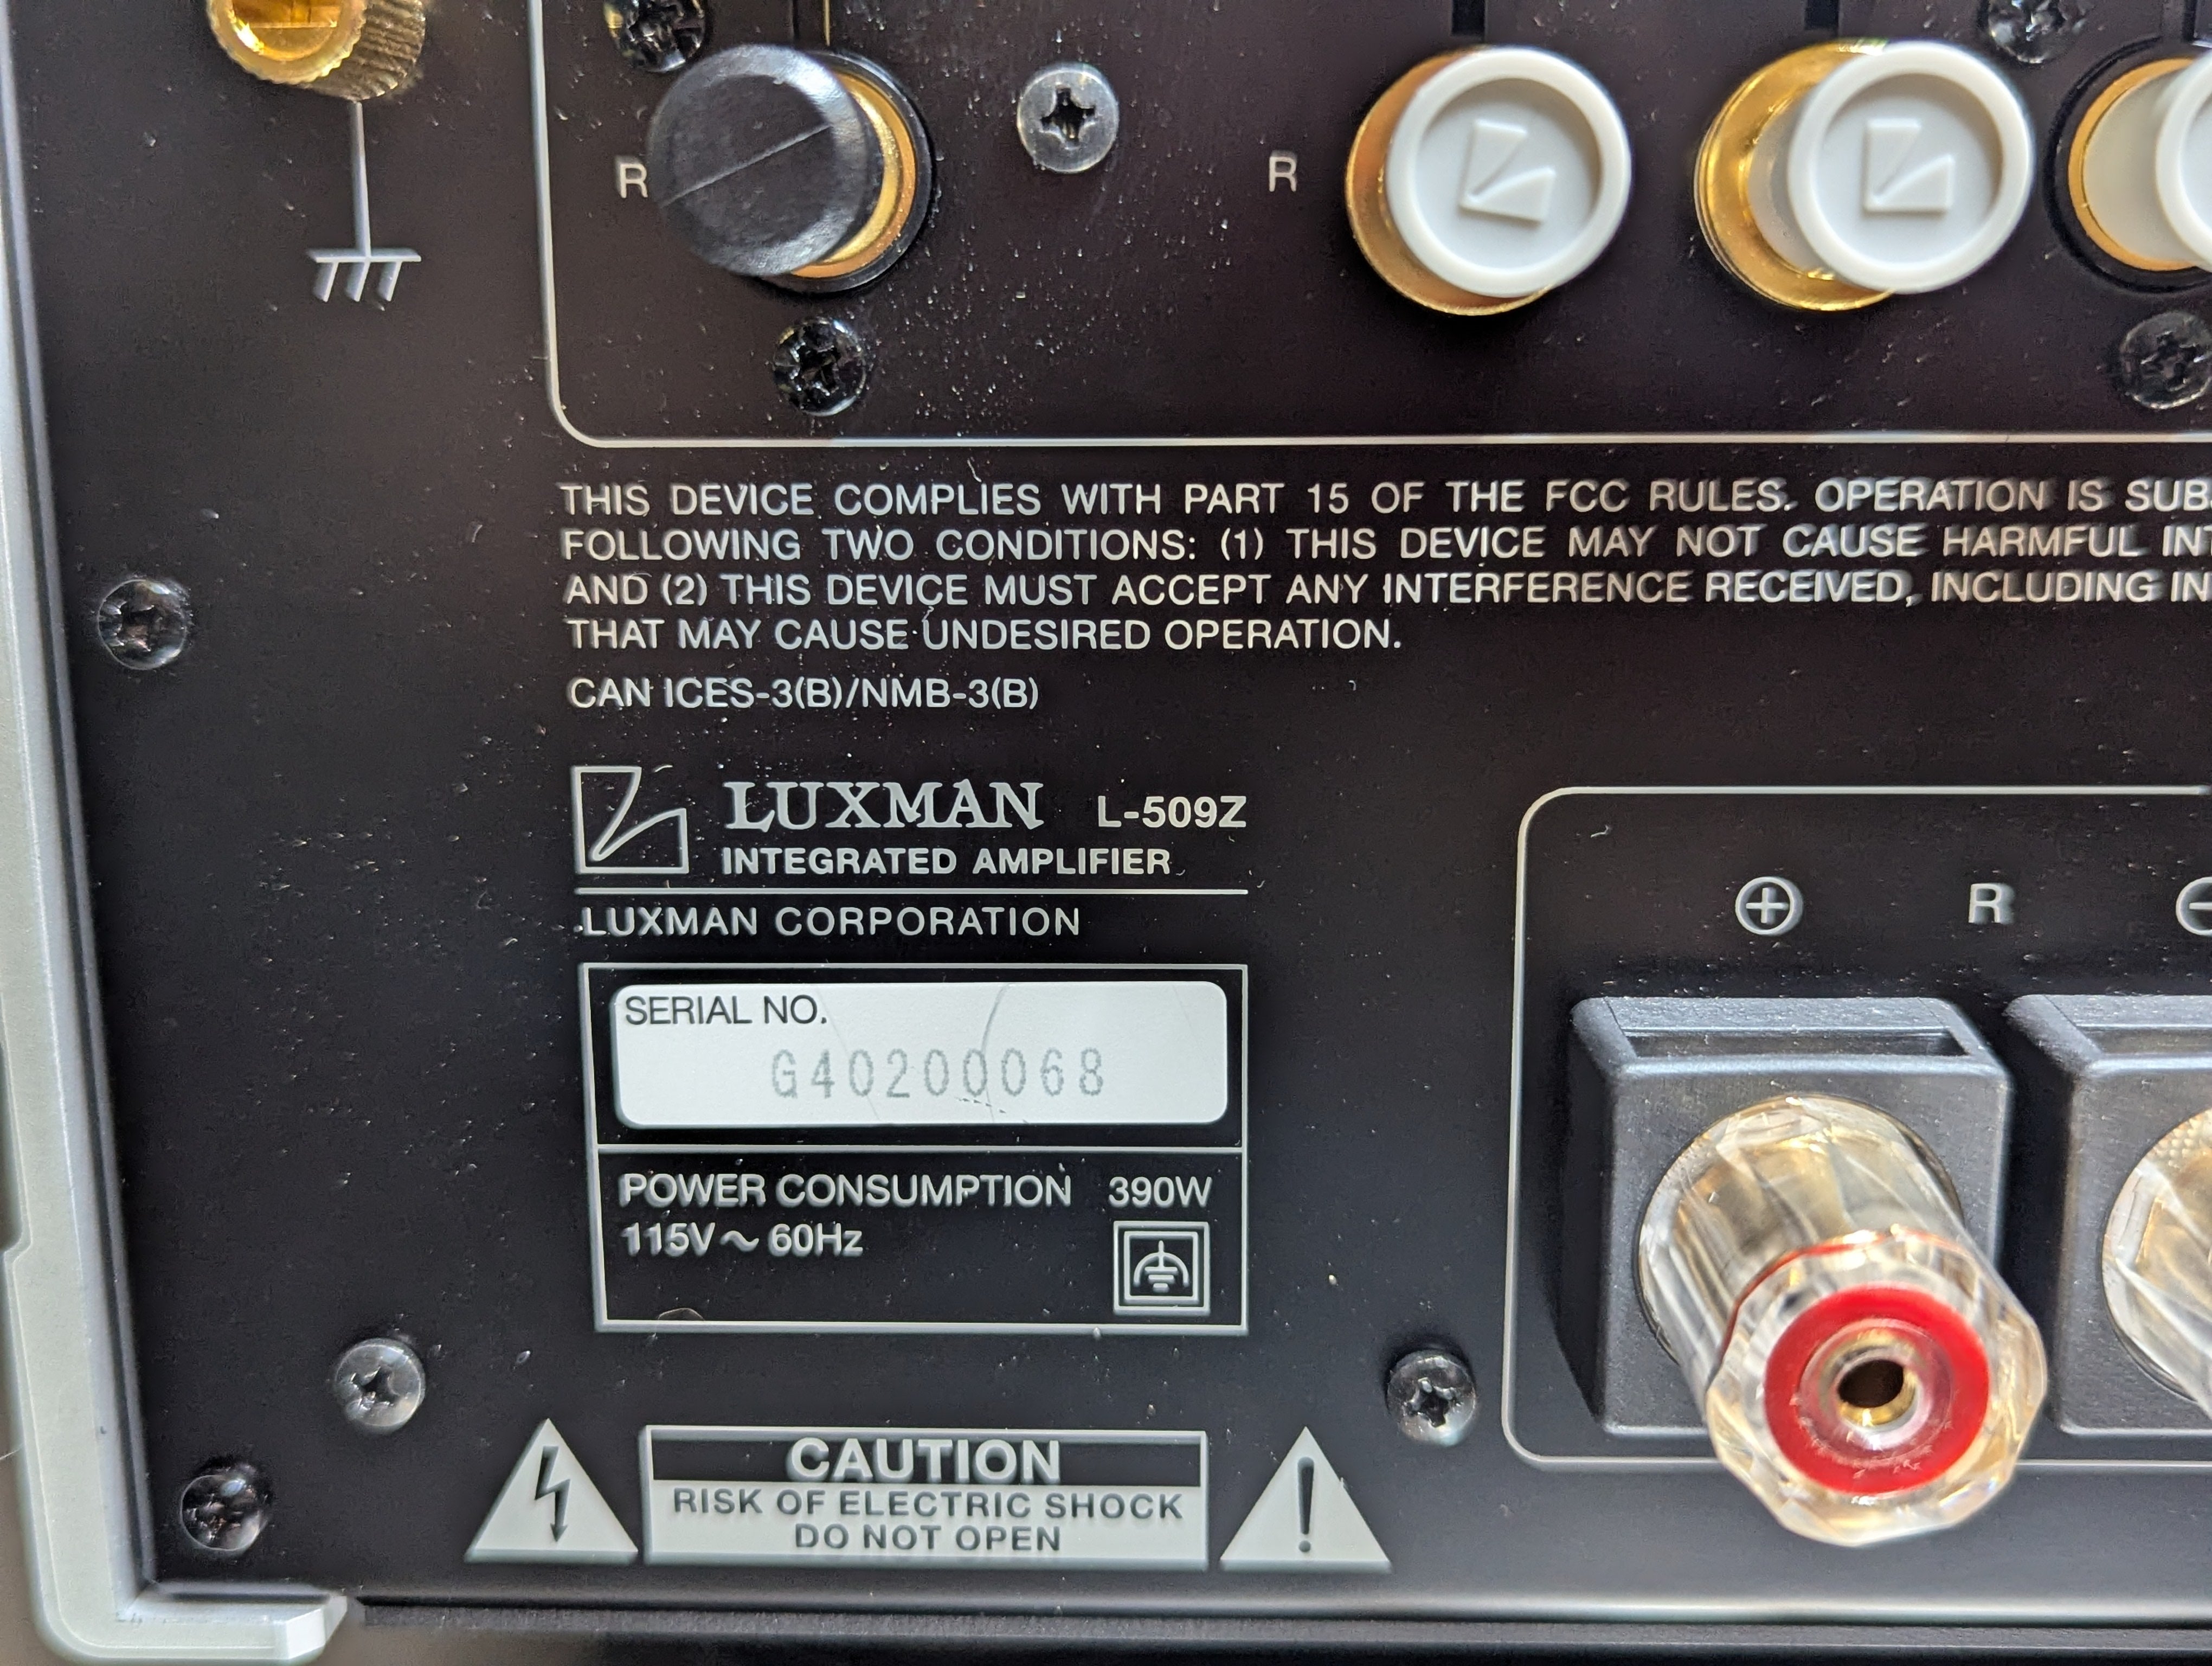 R R
THIS DEVICE COMPLIES WITH PART 15 OF THE FCC RULES. OPERATION IS SUB
FOLLOWING TWO CONDITIONS: (1) THIS DEVICE MAY NOT CAUSE HARMFUL INT
AND (2) THIS DEVICE MUST ACCEPT ANY INTERFERENCE RECEIVED, INCLUDING IN
THAT MAY CAUSE UNDESIRED OPERATION.
CAN ICES-3(B)/NMB-3(B)
LUXMAN L-509Z
INTEGRATED AMPLIFIER
LUXMAN CORPORATION
SERIAL NO.
G40200068
POWER CONSUMPTION 390W
115V~ 60Hz
⊕ R ⊖
CAUTION
RISK OF ELECTRIC SHOCK
DO NOT OPEN